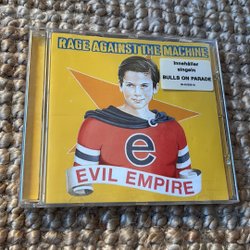 RAGE AGAINST THE MACHINE
Innehåller
singeln
BULLS ON PARADE
e
EVIL EMPIRE